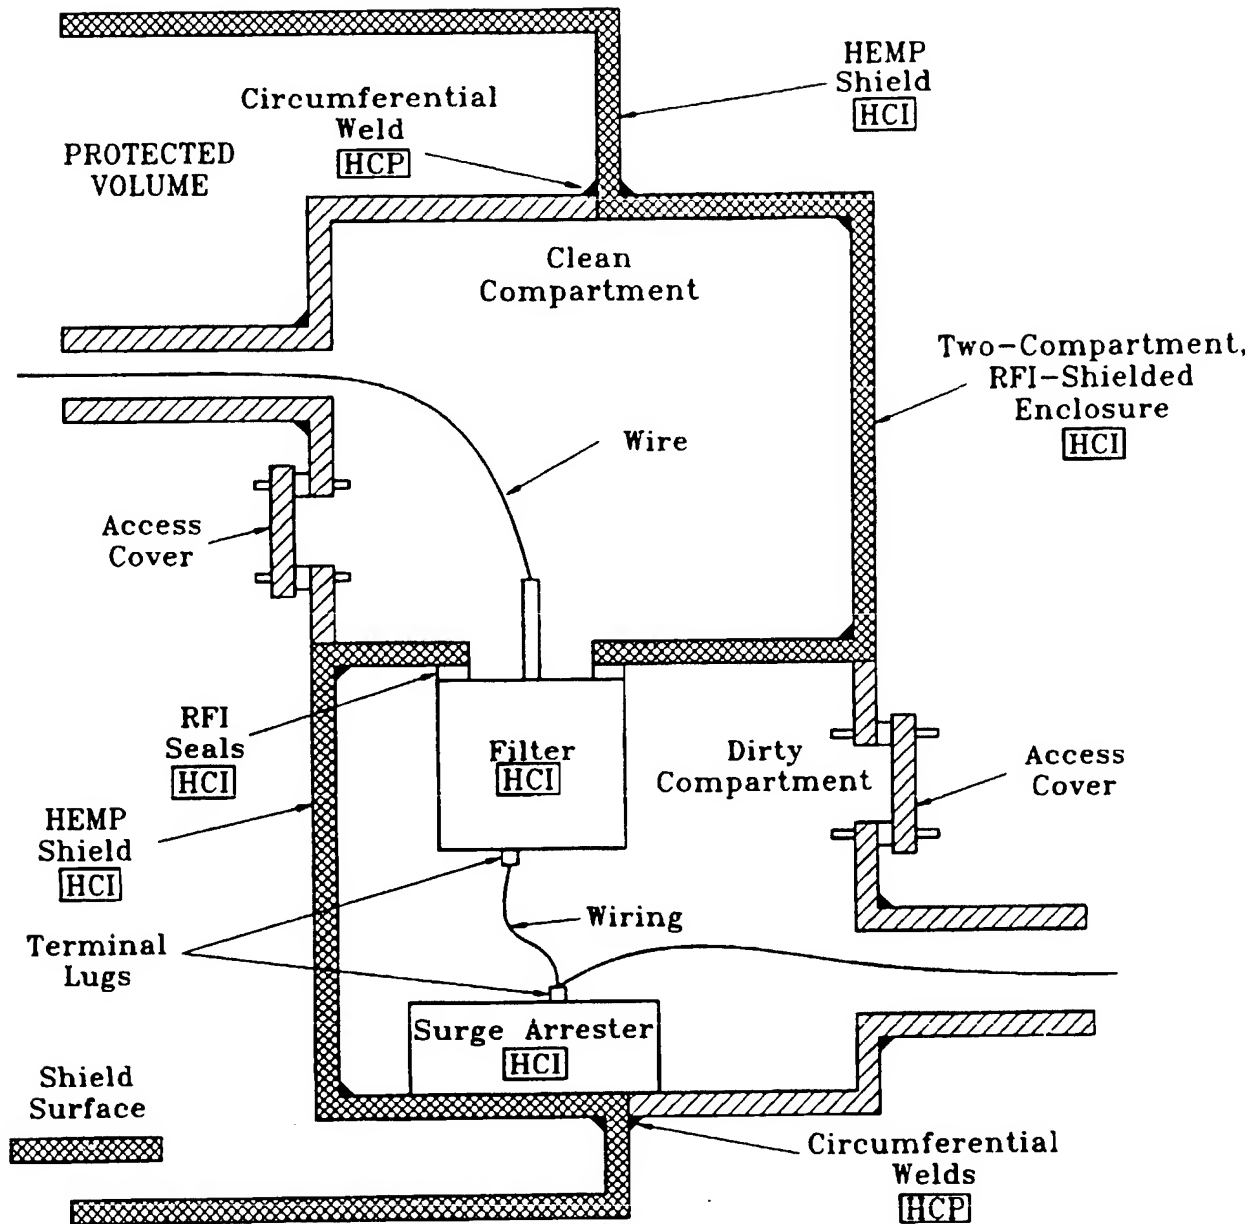 HEMP
Shield
HCI
Circumferential
Weld
HCP
PROTECTED
VOLUME
Clean
Compartment
Two-Compartment,
RFI-Shielded
Enclosure
HCI
Wire
Access
Cover
RFI
Seals
HCI
Filter
HCI
Dirty
Compartment
Access
Cover
HEMP
Shield
HCI
Wiring
Terminal
Lugs
Surge Arrester
HCI
Shield
Surface
Circumferential
Welds
HCP